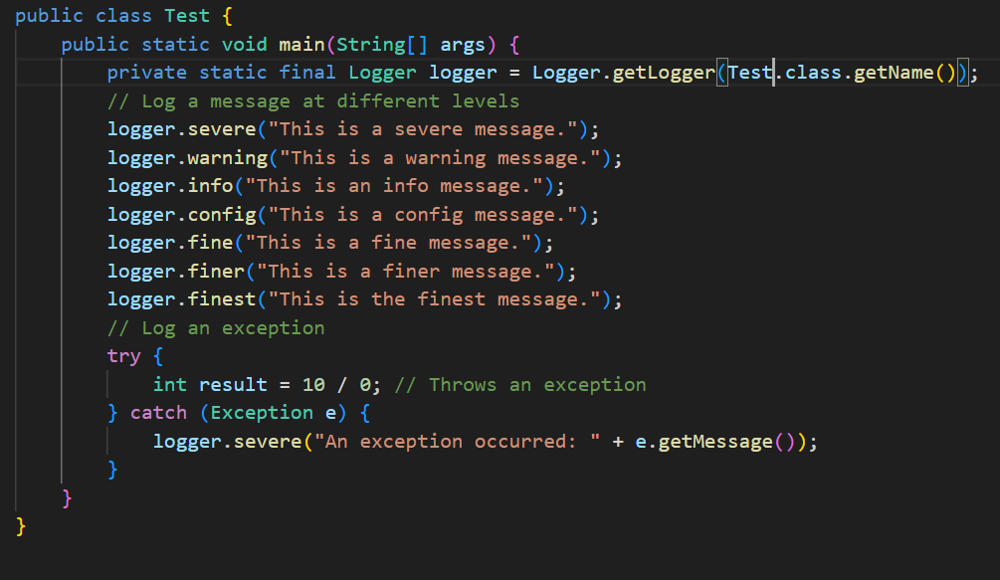 public class Test {
    public static void main(String[] args) {
        private static final Logger logger = Logger.getLogger(Test.class.getName());
        // Log a message at different levels
        logger.severe("This is a severe message.");
        logger.warning("This is a warning message.");
        logger.info("This is an info message.");
        logger.config("This is a config message.");
        logger.fine("This is a fine message.");
        logger.finer("This is a finer message.");
        logger.finest("This is the finest message.");
        // Log an exception
        try {
            int result = 10 / 0; // Throws an exception
        } catch (Exception e) {
            logger.severe("An exception occurred: " + e.getMessage());
        }
    }
}